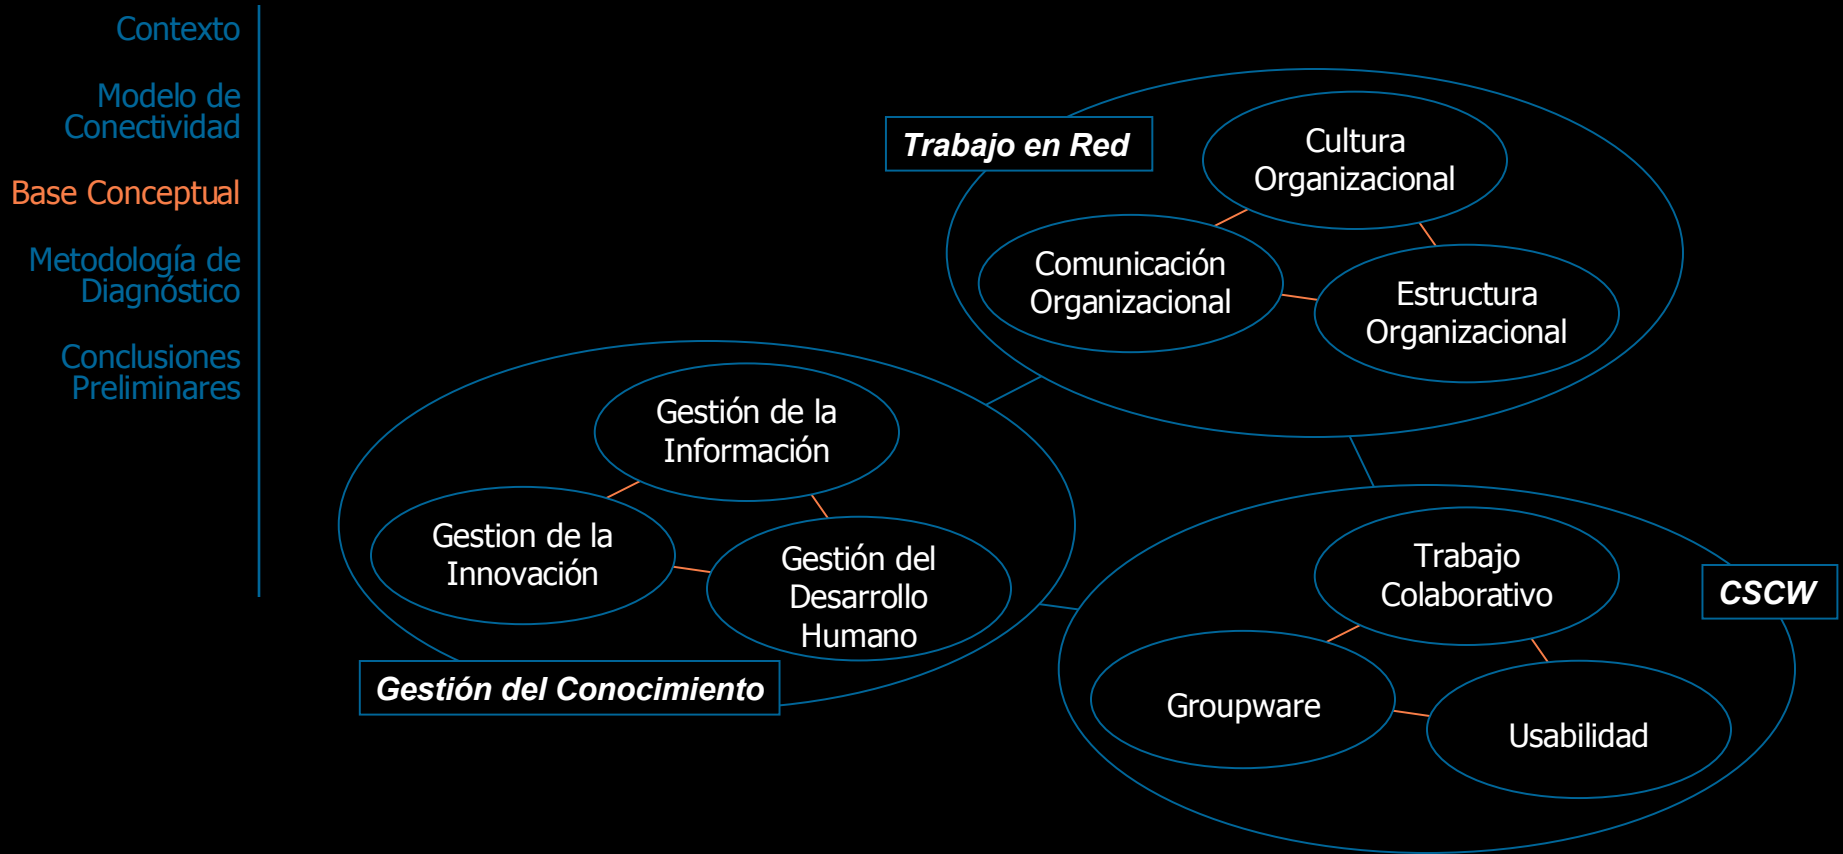 Contexto
Modelo de
Conectividad
Base Conceptual
Metodología de
Diagnóstico
Conclusiones
Preliminares
Trabajo en Red
Cultura
Organizacional
Comunicación
Organizacional
Estructura
Organizacional
Gestión de la
Información
Gestion de la
Innovación
Gestión del
Desarrollo
Humano
Gestión del Conocimiento
Trabajo
Colaborativo
CSCW
Groupware
Usabilidad